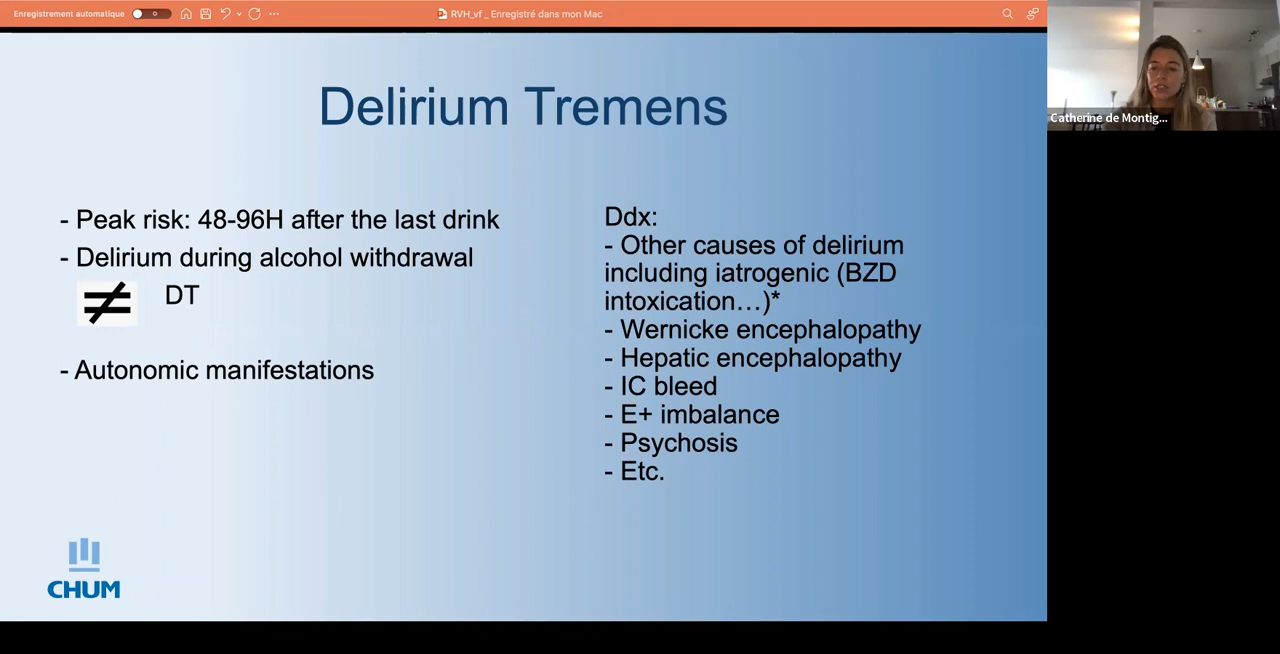 Enregistrement automatique
RVH_vf _ Enregistré dans mon Mac
Catherine de Montig...
Delirium Tremens
- Peak risk: 48-96H after the last drink
- Delirium during alcohol withdrawal
≠ DT
- Autonomic manifestations
Ddx:
- Other causes of delirium
including iatrogenic (BZD
intoxication…)*
- Wernicke encephalopathy
- Hepatic encephalopathy
- IC bleed
- E+ imbalance
- Psychosis
- Etc.
CHUM